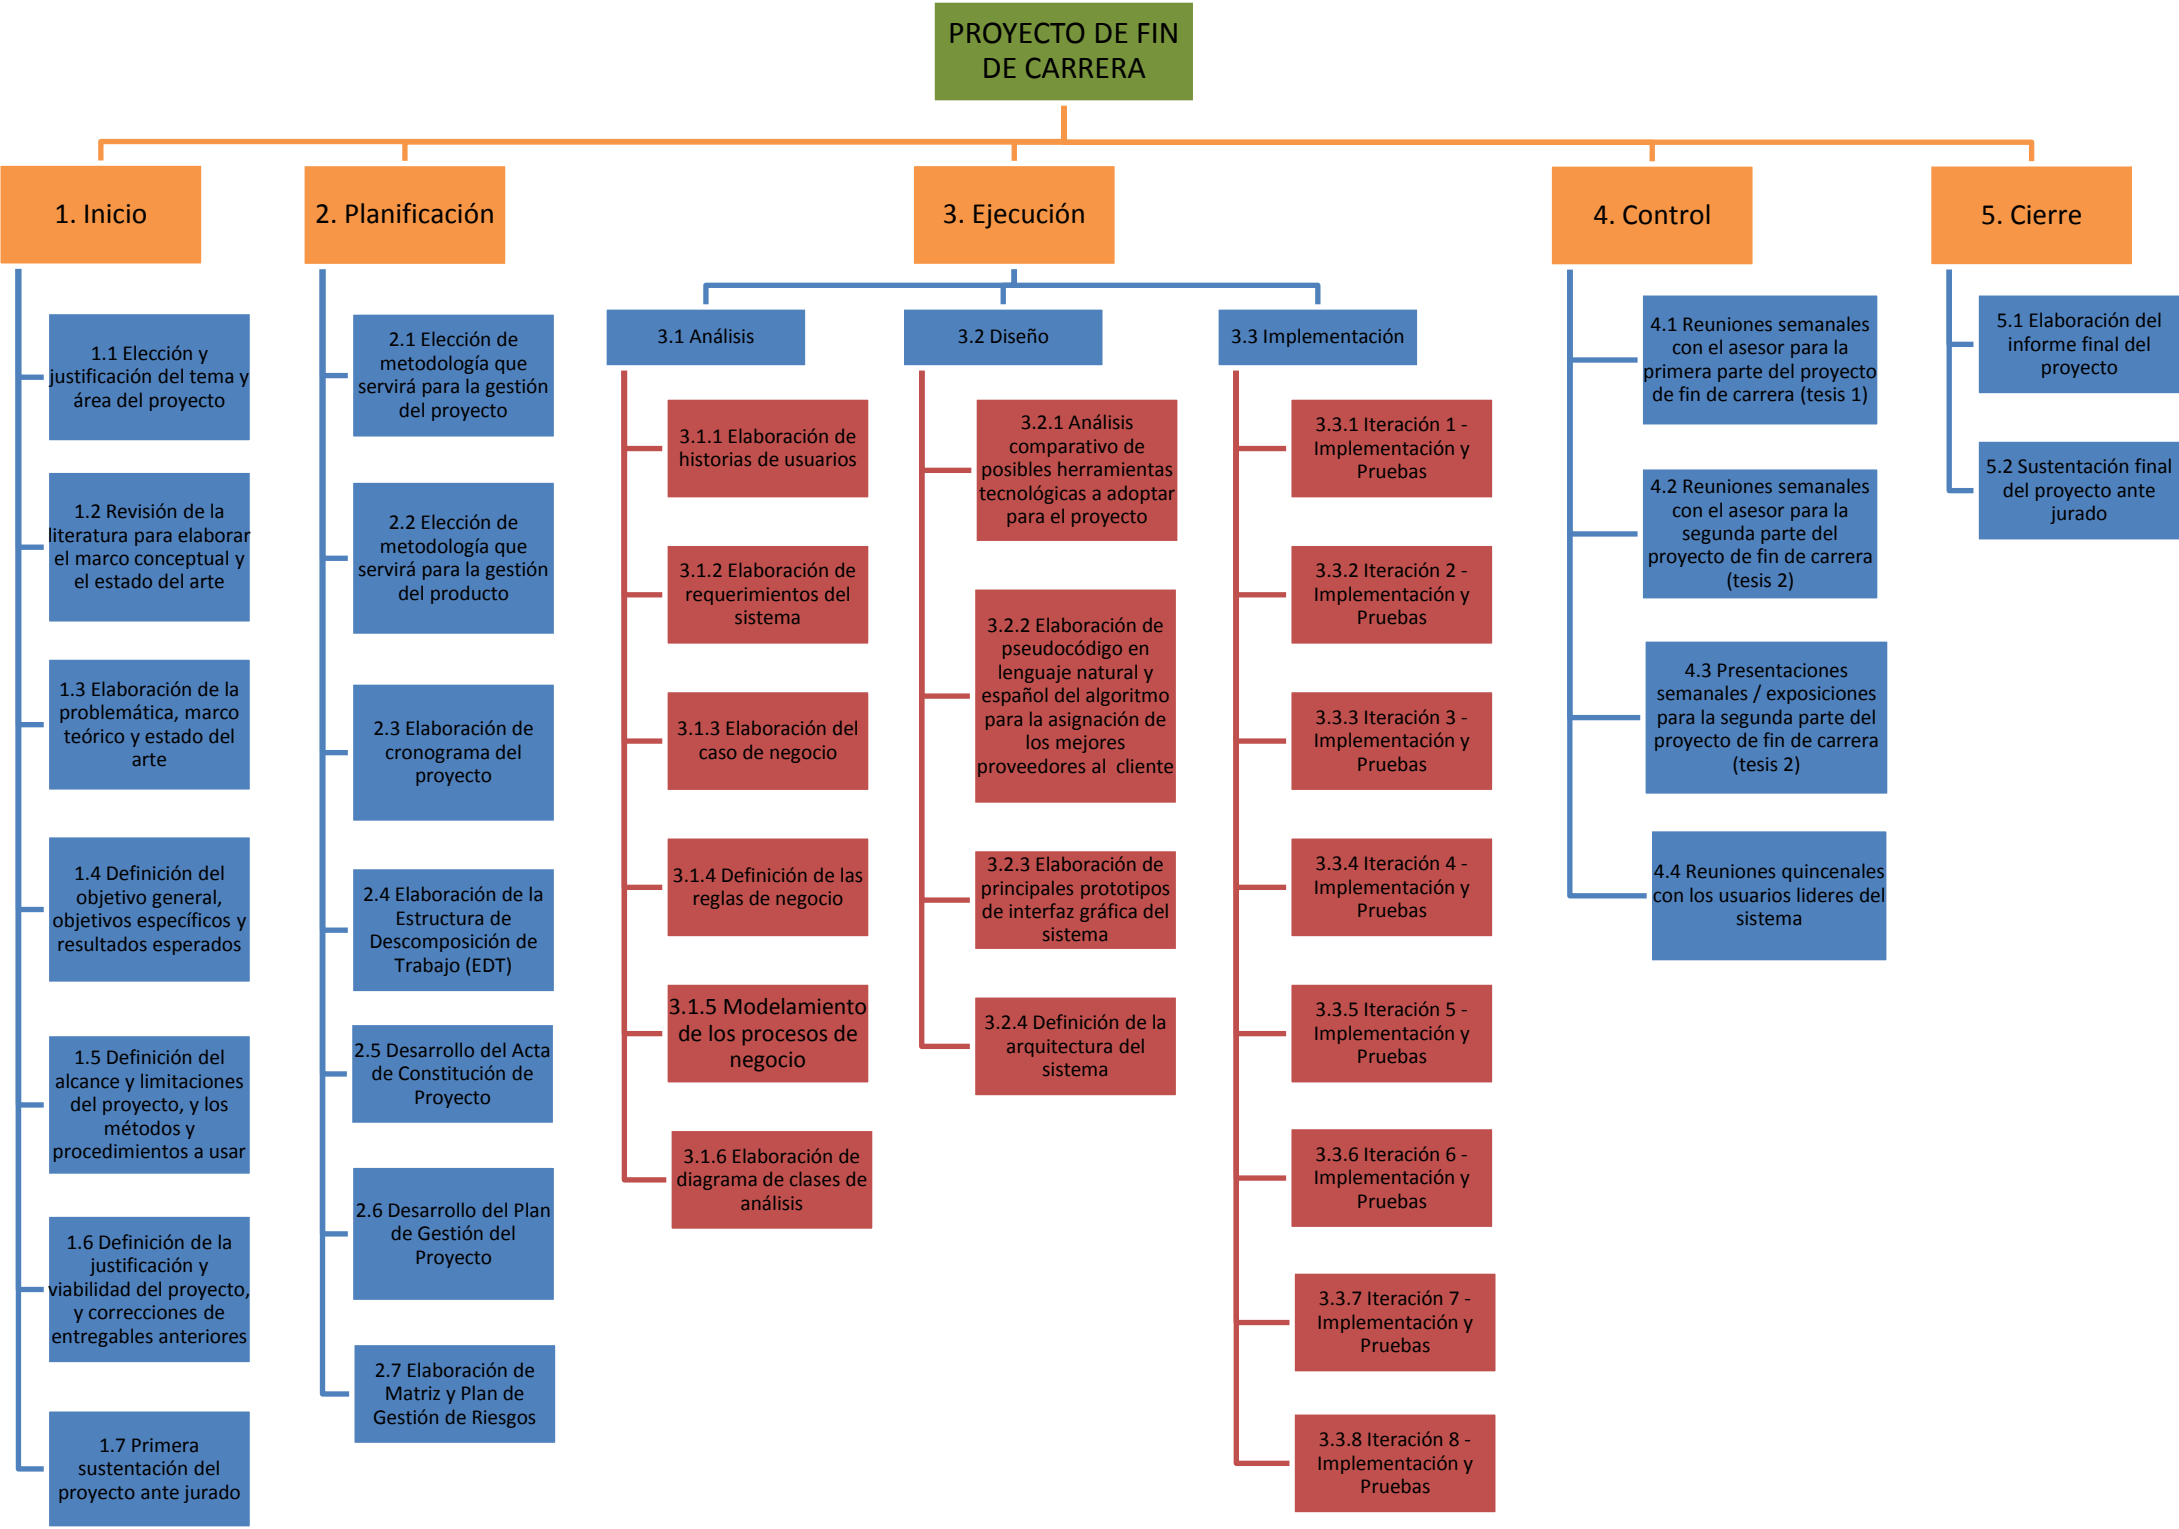 PROYECTO DE FIN
DE CARRERA
1. Inicio
2. Planificación
3. Ejecución
4. Control
5. Cierre
1.1 Elección y
justificación del tema y
área del proyecto
1.2 Revisión de la
literatura para elaborar
el marco conceptual y
el estado del arte
1.3 Elaboración de la
problemática, marco
teórico y estado del
arte
1.4 Definición del
objetivo general,
objetivos específicos y
resultados esperados
1.5 Definición del
alcance y limitaciones
del proyecto, y los
métodos y
procedimientos a usar
1.6 Definición de la
justificación y
viabilidad del proyecto,
y correcciones de
entregables anteriores
1.7 Primera
sustentación del
proyecto ante jurado
2.1 Elección de
metodología que
servirá para la gestión
del proyecto
2.2 Elección de
metodología que
servirá para la gestión
del producto
2.3 Elaboración de
cronograma del
proyecto
2.4 Elaboración de la
Estructura de
Descomposición de
Trabajo (EDT)
2.5 Desarrollo del Acta
de Constitución de
Proyecto
2.6 Desarrollo del Plan
de Gestión del
Proyecto
2.7 Elaboración de
Matriz y Plan de
Gestión de Riesgos
3.1 Análisis
3.1.1 Elaboración de
historias de usuarios
3.1.2 Elaboración de
requerimientos del
sistema
3.1.3 Elaboración del
caso de negocio
3.1.4 Definición de las
reglas de negocio
3.1.5 Modelamiento
de los procesos de
negocio
3.1.6 Elaboración de
diagrama de clases de
análisis
3.2 Diseño
3.2.1 Análisis
comparativo de
posibles herramientas
tecnológicas a adoptar
para el proyecto
3.2.2 Elaboración de
pseudocódigo en
lenguaje natural y
español del algoritmo
para la asignación de
los mejores
proveedores al  cliente
3.2.3 Elaboración de
principales prototipos
de interfaz gráfica del
sistema
3.2.4 Definición de la
arquitectura del
sistema
3.3 Implementación
3.3.1 Iteración 1 -
Implementación y
Pruebas
3.3.2 Iteración 2 -
Implementación y
Pruebas
3.3.3 Iteración 3 -
Implementación y
Pruebas
3.3.4 Iteración 4 -
Implementación y
Pruebas
3.3.5 Iteración 5 -
Implementación y
Pruebas
3.3.6 Iteración 6 -
Implementación y
Pruebas
3.3.7 Iteración 7 -
Implementación y
Pruebas
3.3.8 Iteración 8 -
Implementación y
Pruebas
4.1 Reuniones semanales
con el asesor para la
primera parte del proyecto
de fin de carrera (tesis 1)
4.2 Reuniones semanales
con el asesor para la
segunda parte del
proyecto de fin de carrera
(tesis 2)
4.3 Presentaciones
semanales / exposiciones
para la segunda parte del
proyecto de fin de carrera
(tesis 2)
4.4 Reuniones quincenales
con los usuarios lideres del
sistema
5.1 Elaboración del
informe final del
proyecto
5.2 Sustentación final
del proyecto ante
jurado